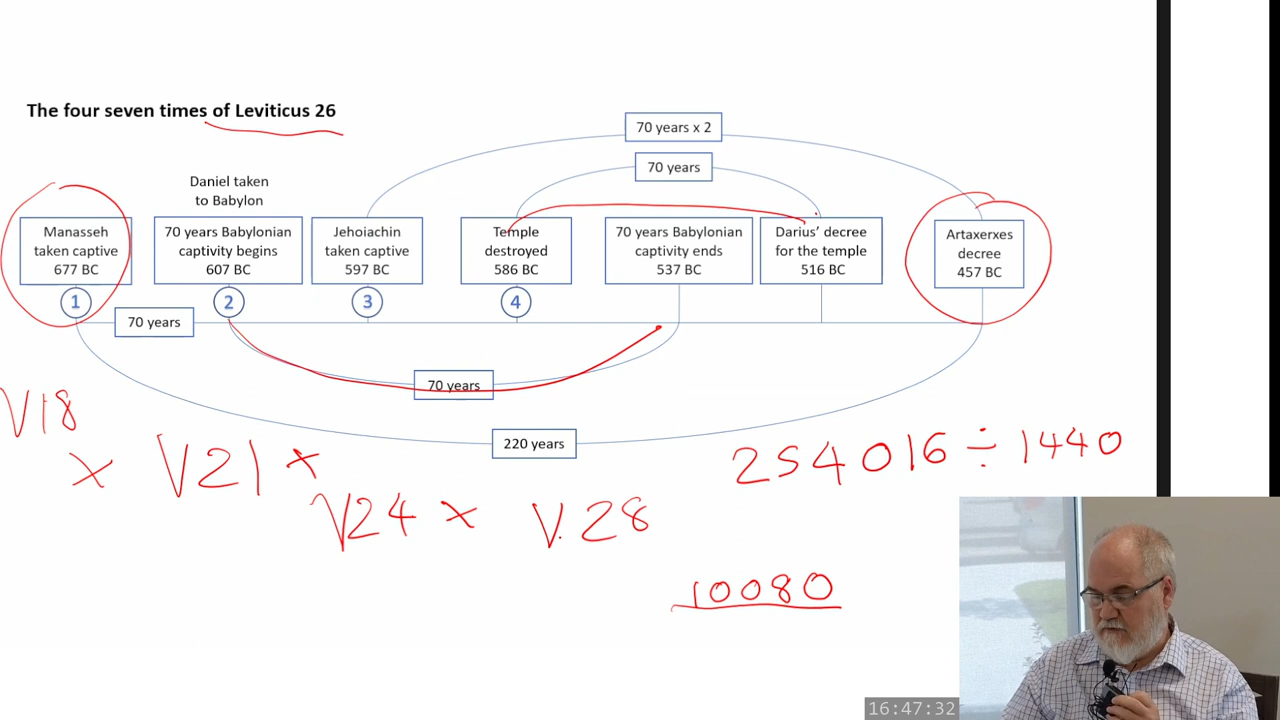 The four seven times of Leviticus 26
70 years x 2
70 years
Daniel taken
to Babylon
Manasseh
taken captive
677 BC
70 years Babylonian
captivity begins
607 BC
Jehoiachin
taken captive
597 BC
Temple
destroyed
586 BC
70 years Babylonian
captivity ends
537 BC
Darius' decree
for the temple
516 BC
Artaxerxes
decree
457 BC
1
2
3
4
70 years
70 years
220 years
V18
x V21 x
V24 x V.28
254016 ÷ 1440
10080
16:47:32